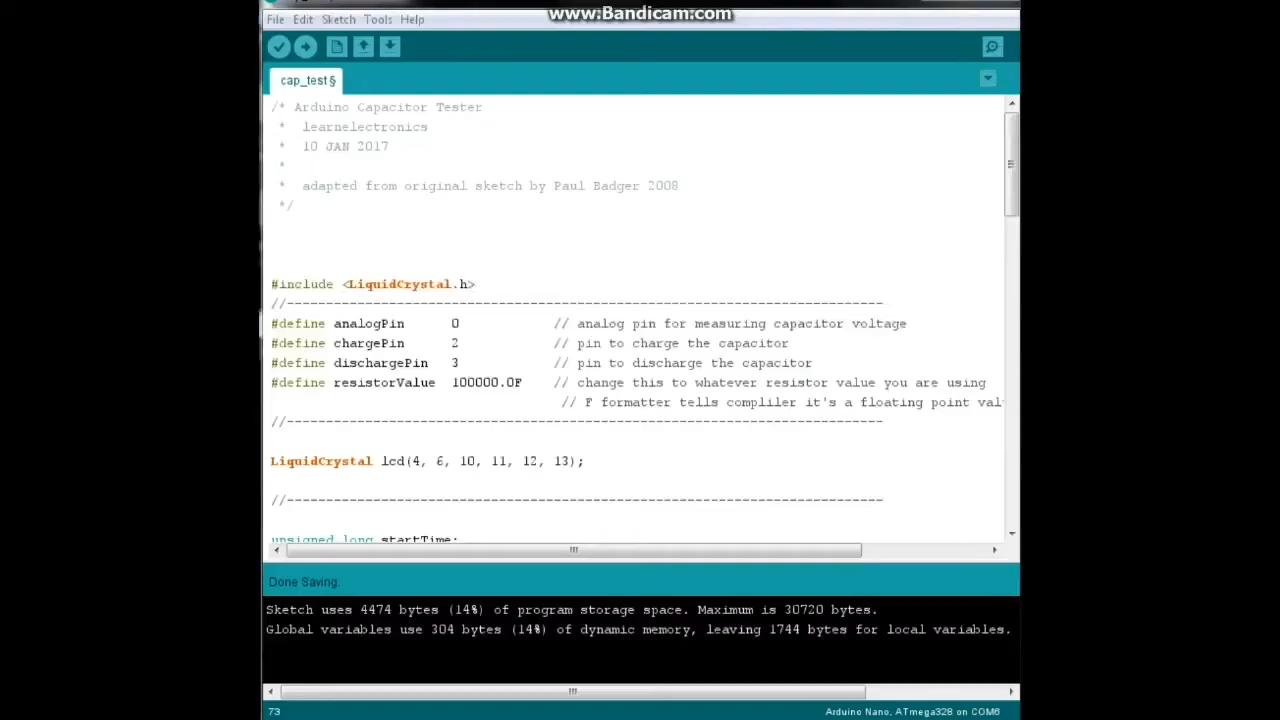 www.Bandicam.com
File Edit Sketch Tools Help
cap_test§
/* Arduino Capacitor Tester
* learnelectronics
* 10 JAN 2017
*
* adapted from original sketch by Paul Badger 2008
*/
#include <LiquidCrystal.h>
//----------------------------------------------------------------------------
#define analogPin 0 // analog pin for measuring capacitor voltage
#define chargePin 2 // pin to charge the capacitor
#define dischargePin 3 // pin to discharge the capacitor
#define resistorValue 100000.0F // change this to whatever resistor value you are using
// F formatter tells compliler it's a floating point val
//----------------------------------------------------------------------------
LiquidCrystal lcd(4, 6, 10, 11, 12, 13);
//----------------------------------------------------------------------------
unsigned long startTime;
Done Saving.
Sketch uses 4474 bytes (14%) of program storage space. Maximum is 30720 bytes.
Global variables use 304 bytes (14%) of dynamic memory, leaving 1744 bytes for local variables.
73 Arduino Nano, ATmega328 on COM6